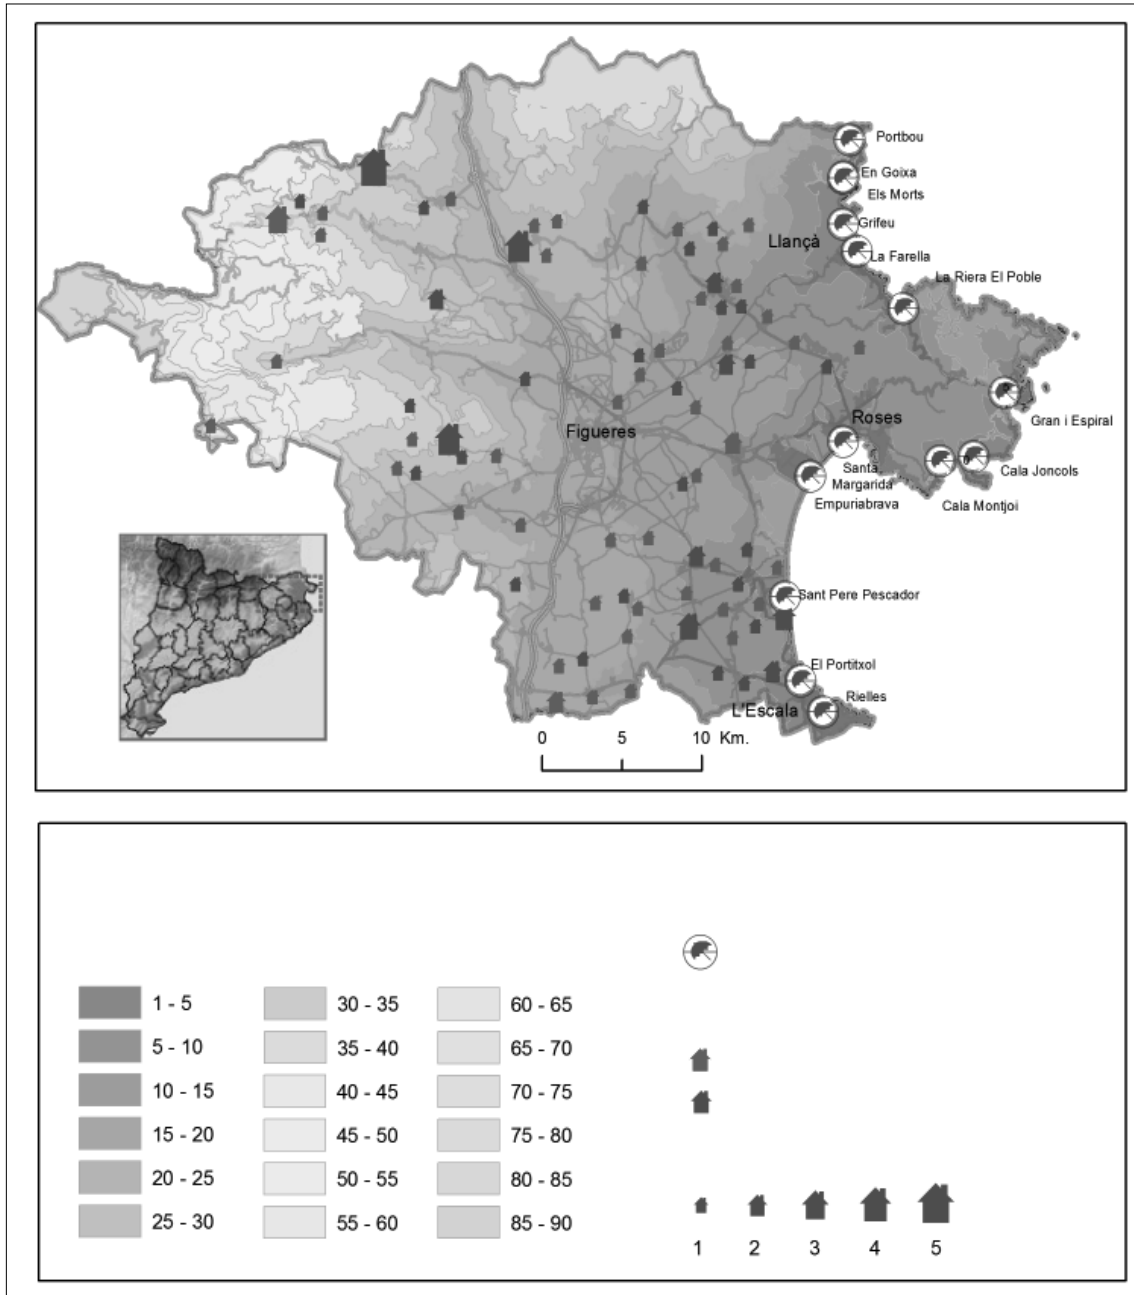 Portbou
En Goixa
Els Morts
Grifeu
Llançà
La Farella
La Riera El Poble
Gran i Espiral
Roses
Figueres
Santa
Margarida
Cala Joncols
Empuriabrava
Cala Montjoi
Sant Pere Pescador
El Portitxol
Rielles
L'Escala
0 5 10 Km.
1 - 5 30 - 35 60 - 65
5 - 10 35 - 40 65 - 70
10 - 15 40 - 45 70 - 75
15 - 20 45 - 50 75 - 80
20 - 25 50 - 55 80 - 85
25 - 30 55 - 60 85 - 90
1 2 3 4 5